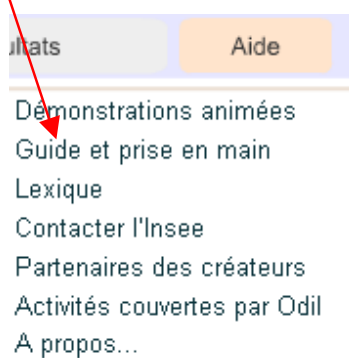 ultats Aide
Démonstrations animées
Guide et prise en main
Lexique
Contacter l'Insee
Partenaires des créateurs
Activités couvertes par Odil
A propos...